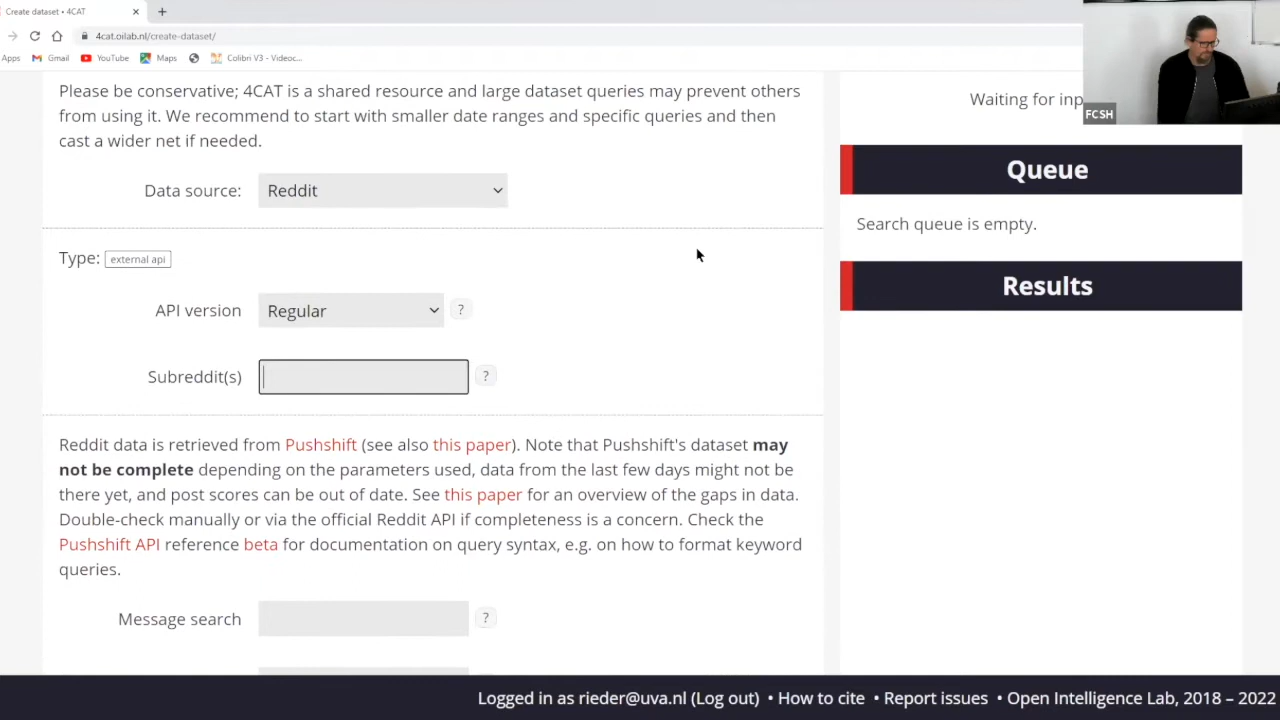 Create dataset • 4CAT
4cat.oilab.nl/create-dataset/
Apps Gmail YouTube Maps Colibri V3 - Videoc...
Please be conservative; 4CAT is a shared resource and large dataset queries may prevent others
from using it. We recommend to start with smaller date ranges and specific queries and then
cast a wider net if needed.
Data source: Reddit
Type: external api
API version Regular ?
Subreddit(s) ?
Reddit data is retrieved from Pushshift (see also this paper). Note that Pushshift's dataset may
not be complete depending on the parameters used, data from the last few days might not be
there yet, and post scores can be out of date. See this paper for an overview of the gaps in data.
Double-check manually or via the official Reddit API if completeness is a concern. Check the
Pushshift API reference beta for documentation on query syntax, e.g. on how to format keyword
queries.
Message search ?
Waiting for inp
FCSH
Queue
Search queue is empty.
Results
Logged in as rieder@uva.nl (Log out) • How to cite • Report issues • Open Intelligence Lab, 2018 – 2022